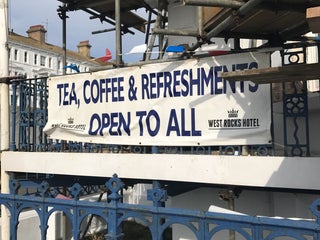 TEA, COFFEE & REFRESHMENTS
OPEN TO ALL
WEST ROCKS HOTEL